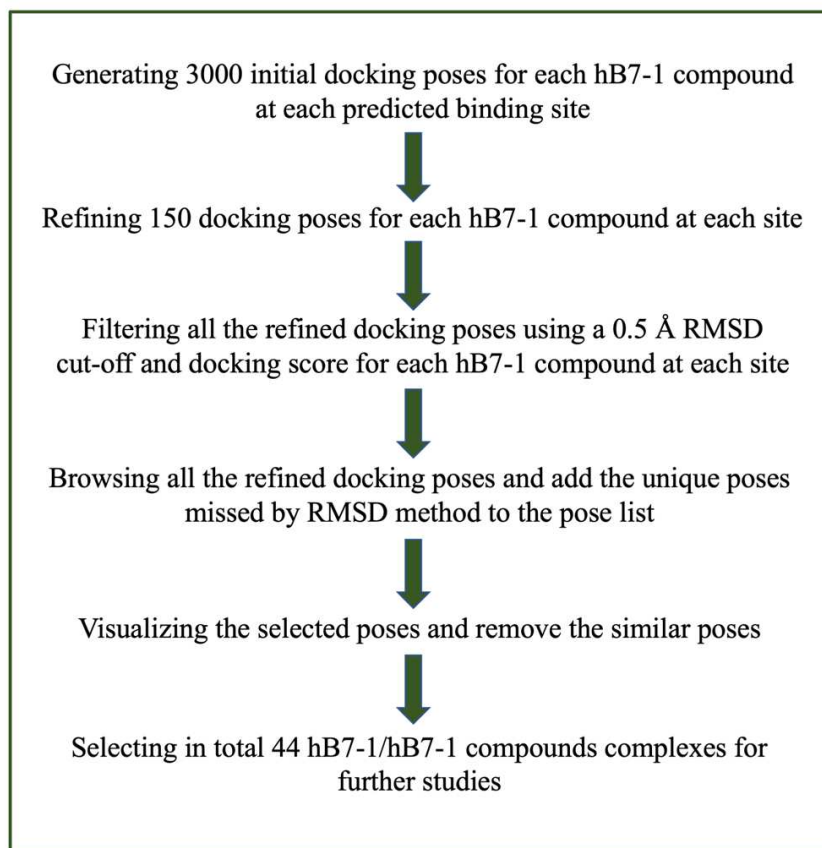 Generating 3000 initial docking poses for each hB7-1 compound
at each predicted binding site
Refining 150 docking poses for each hB7-1 compound at each site
Filtering all the refined docking poses using a 0.5 Å RMSD
cut-off and docking score for each hB7-1 compound at each site
Browsing all the refined docking poses and add the unique poses
missed by RMSD method to the pose list
Visualizing the selected poses and remove the similar poses
Selecting in total 44 hB7-1/hB7-1 compounds complexes for
further studies